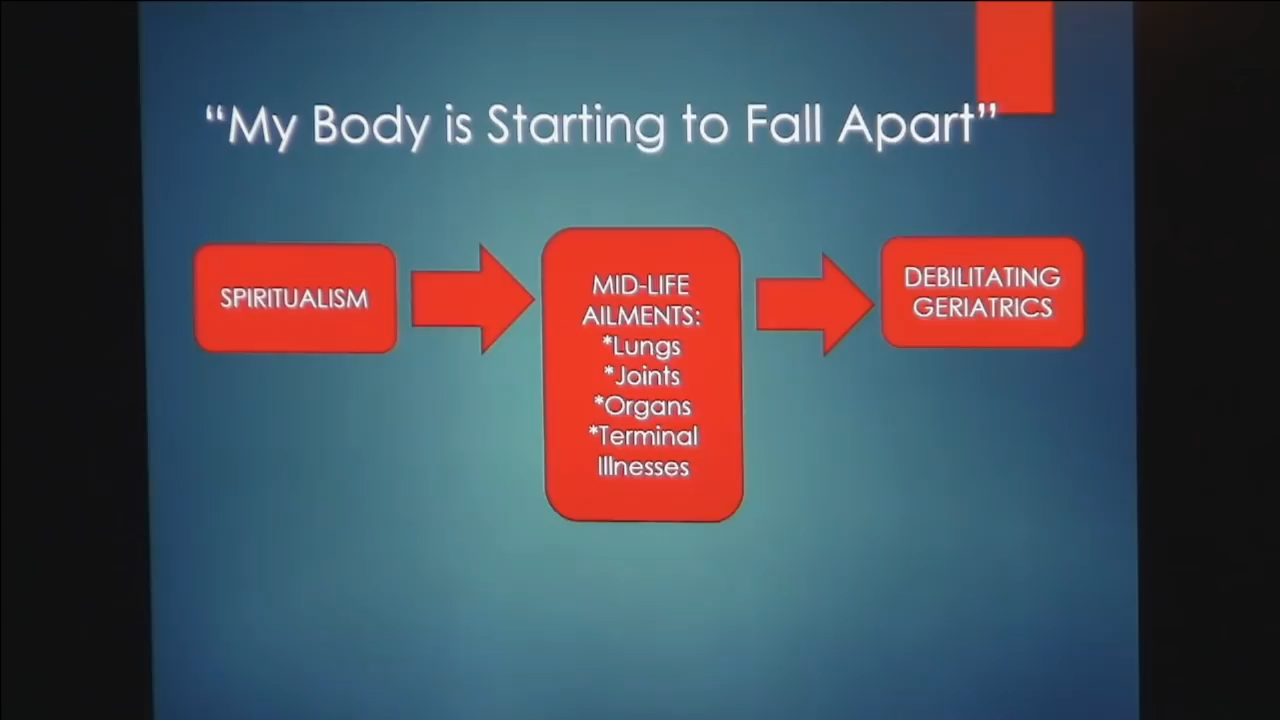 “My Body is Starting to Fall Apart”
SPIRITUALISM
MID-LIFE
AILMENTS:
*Lungs
*Joints
*Organs
*Terminal
Illnesses
DEBILITATING
GERIATRICS